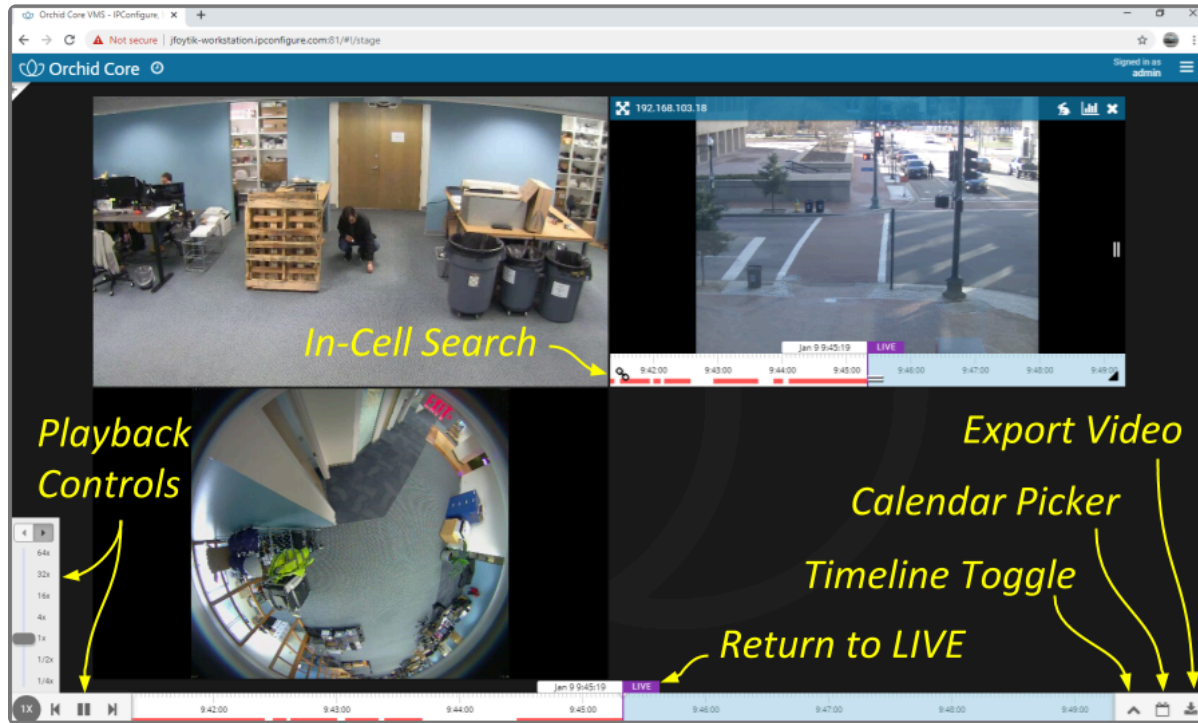 Orchid Core VMS - IPConfigure,
Not secure | jfoytik-workstation.ipconfigure.com:81/#!/stage
Orchid Core
Signed in as
admin
192.168.103.18
In-Cell Search
Jan 9 9:45:19 LIVE
9:42:00 9:43:00 9:44:00 9:45:00 9:46:00 9:47:00 9:48:00 9:49:00
Playback
Controls
Export Video
Calendar Picker
Timeline Toggle
Return to LIVE
64x
32x
16x
4x
1x
1/2x
1/4x
Jan 9 9:45:19 LIVE
1X 9:42:00 9:43:00 9:44:00 9:45:00 9:46:00 9:47:00 9:48:00 9:49:00